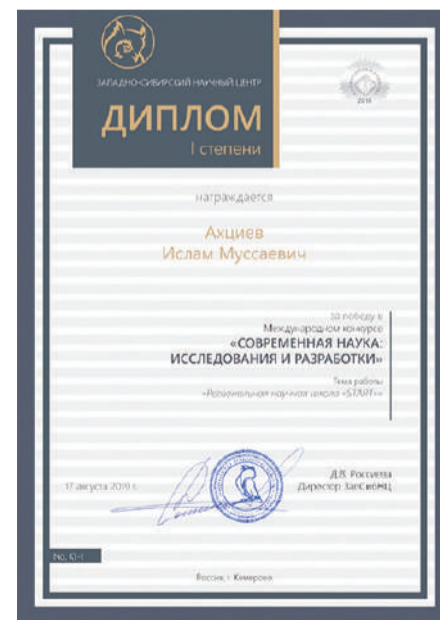 ЗАПАДНО-СИБИРСКИЙ НАУЧНЫЙ ЦЕНТР
ДИПЛОМ
I степени
2019
награждается
Ахциев
Ислам Муссаевич
за победу в
Международном конкурсе
«СОВРЕМЕННАЯ НАУКА:
ИССЛЕДОВАНИЯ И РАЗРАБОТКИ»
Тема работы
«Региональная научная школа «START»»
17 августа 2019 г.
Директор ЗапСибНЦ
Россия, г. Кемерово